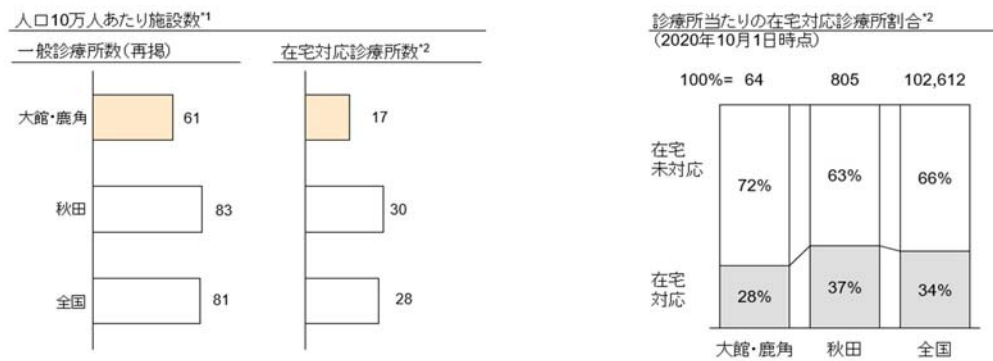 人口10万人あたり施設数*1
一般診療所数(再掲)
在宅対応診療所数*2
大館・鹿角
61
17
秋田
83
30
全国
81
28
診療所当たりの在宅対応診療所割合*2
(2020年10月1日時点)
100%= 64 805 102,612
在宅
未対応
72% 63% 66%
在宅
対応
28% 37% 34%
大館・鹿角 秋田 全国